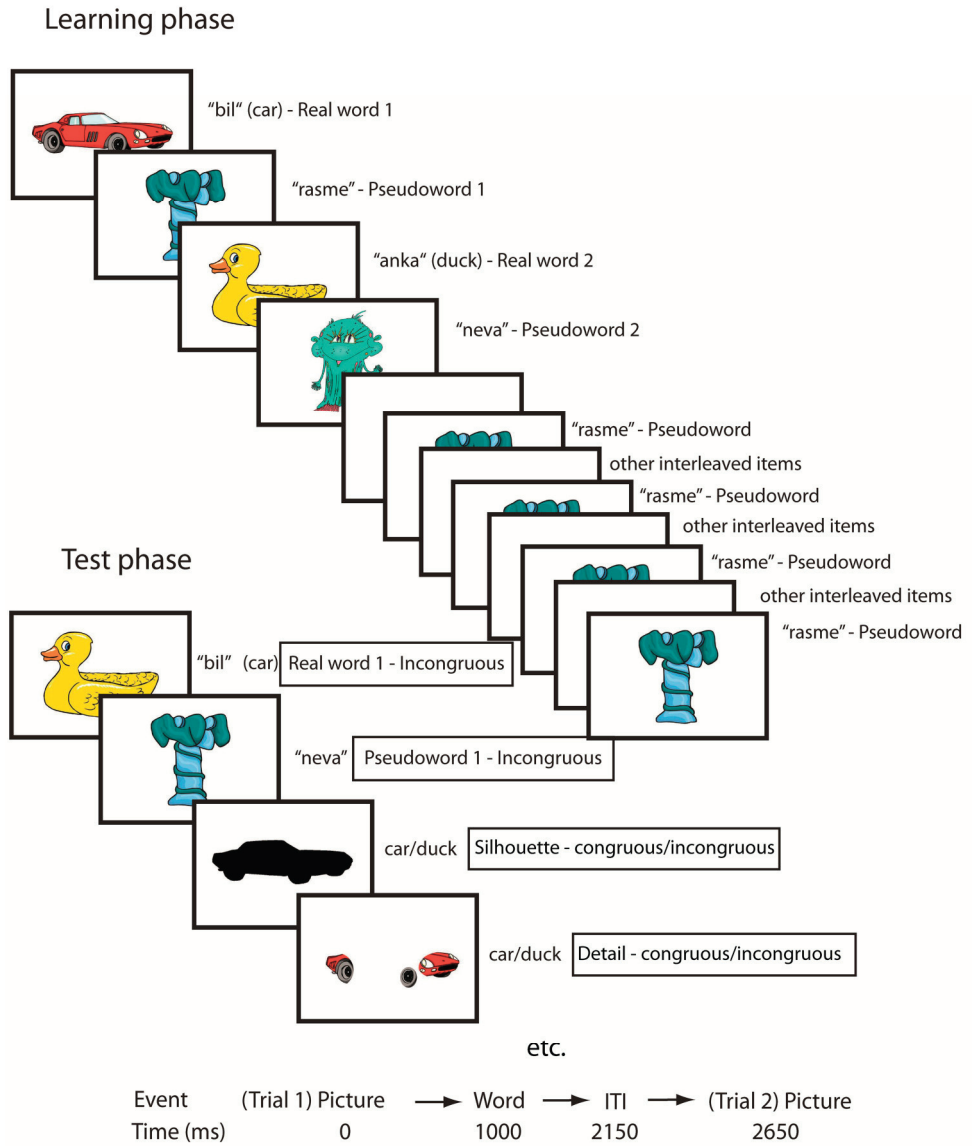 Learning phase
"bil" (car) - Real word 1
"rasme" - Pseudoword 1
"anka" (duck) - Real word 2
"neva" - Pseudoword 2
"rasme" - Pseudoword
other interleaved items
"rasme" - Pseudoword
other interleaved items
"rasme" - Pseudoword
other interleaved items
"rasme" - Pseudoword
Test phase
"bil" (car) Real word 1 - Incongruous
"neva" Pseudoword 1 - Incongruous
car/duck Silhouette - congruous/incongruous
car/duck Detail - congruous/incongruous
etc.
Event (Trial 1) Picture → Word → ITI → (Trial 2) Picture
Time (ms) 0 1000 2150 2650